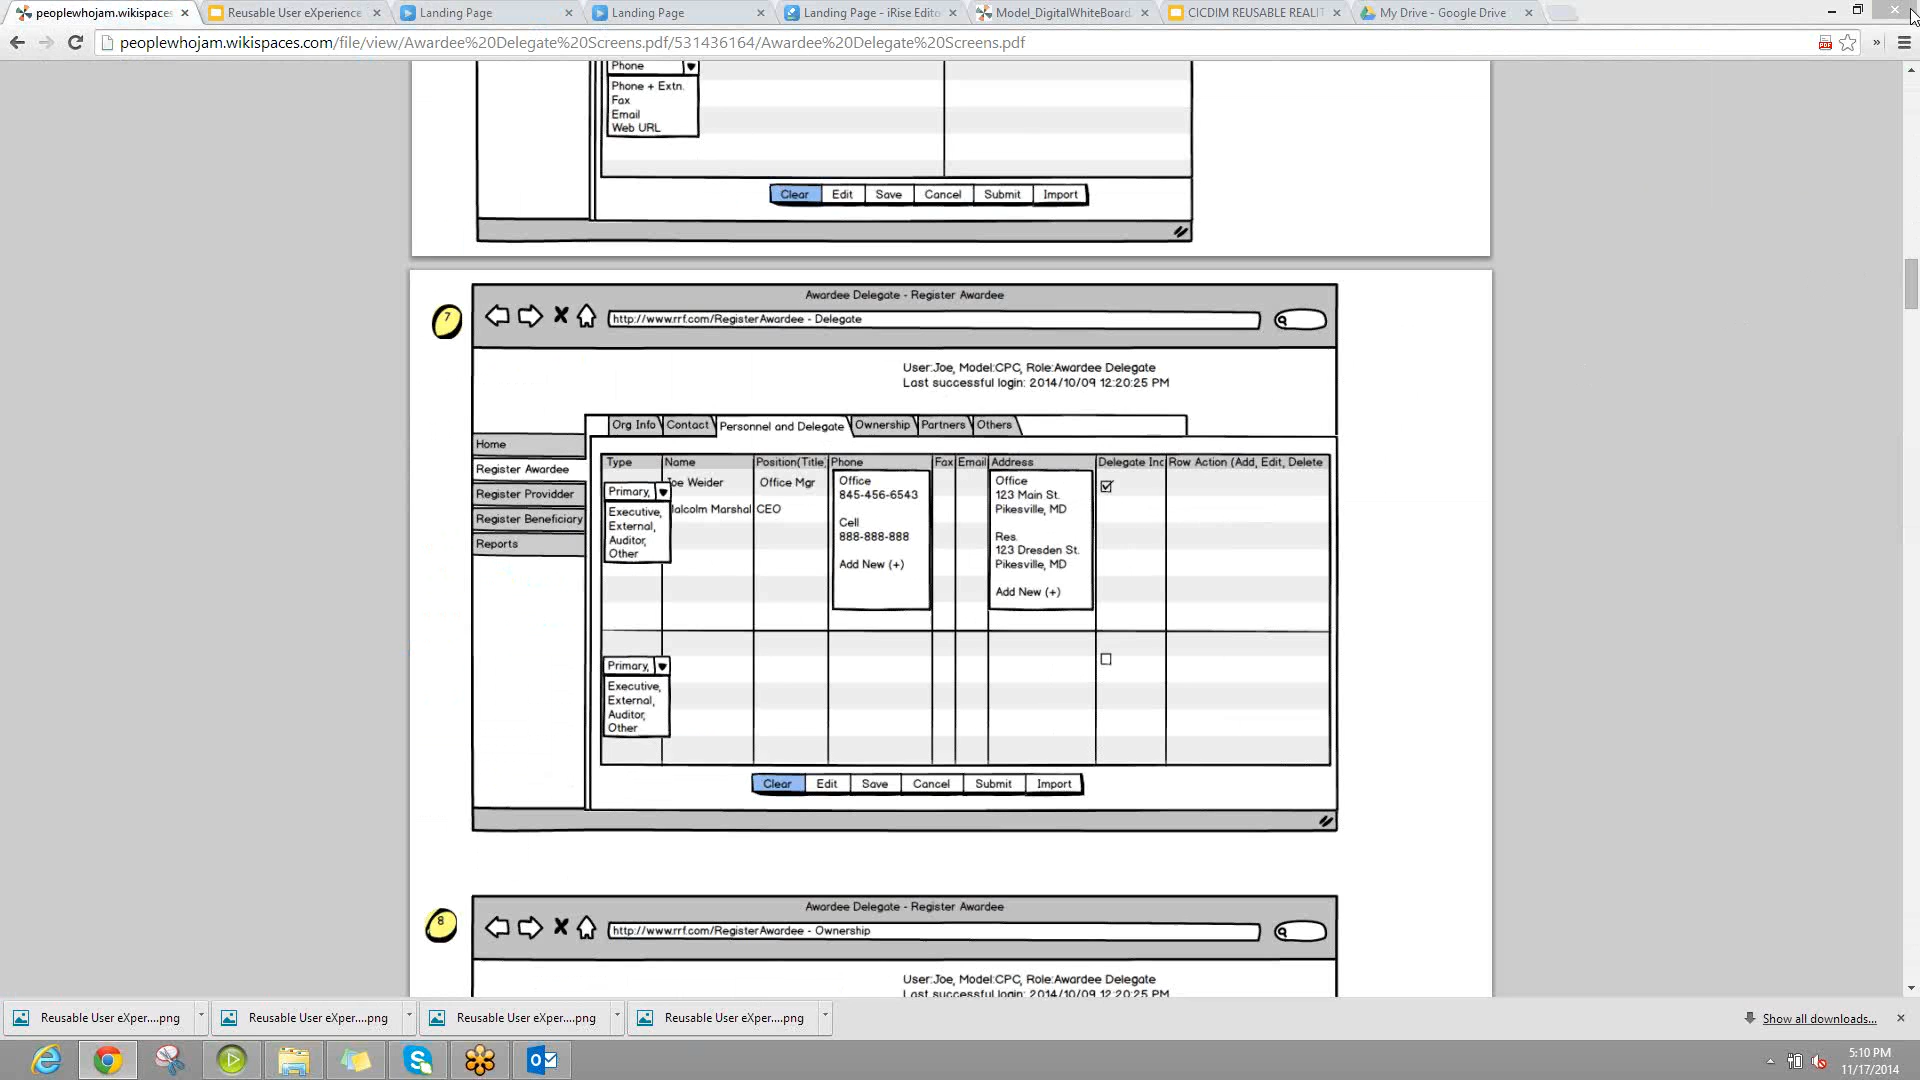 peoplewhojam.wikispaces.c
Reusable User eXperience
Landing Page
Landing Page
Landing Page - iRise Edito
Model_DigitalWhiteBoard.
CICDIM REUSABLE REALIT
My Drive - Google Drive
peoplewhojam.wikispaces.com/file/view/Awardee%20Delegate%20Screens.pdf/531436164/Awardee%20Delegate%20Screens.pdf
Phone
Phone + Extn.
Fax
Email
Web URL
Clear Edit Save Cancel Submit Import
7
Awardee Delegate - Register Awardee
http://www.rrf.com/RegisterAwardee - Delegate
User:Joe, Model:CPC, Role:Awardee Delegate
Last successful login: 2014/10/09 12:20:25 PM
Org Info Contact Personnel and Delegate Ownership Partners Others
Home
Register Awardee
Register Providder
Register Beneficiary
Reports
Type Name Position(Title) Phone Fax Email Address Delegate Inc Row Action (Add, Edit, Delete
Primary,
Executive,
External,
Auditor,
Other
Joe Weider Office Mgr
Malcolm Marshal CEO
Office
845-456-6543
Cell
888-888-888
Add New (+)
Office
123 Main St.
Pikesville, MD
Res.
123 Dresden St.
Pikesville, MD
Add New (+)
Primary,
Executive,
External,
Auditor,
Other
Clear Edit Save Cancel Submit Import
8
Awardee Delegate - Register Awardee
http://www.rrf.com/RegisterAwardee - Ownership
User:Joe, Model:CPC, Role:Awardee Delegate
Last successful login: 2014/10/09 12:20:25 PM
Reusable User eXper....png
Reusable User eXper....png
Reusable User eXper....png
Reusable User eXper....png
Show all downloads...
5:10 PM
11/17/2014